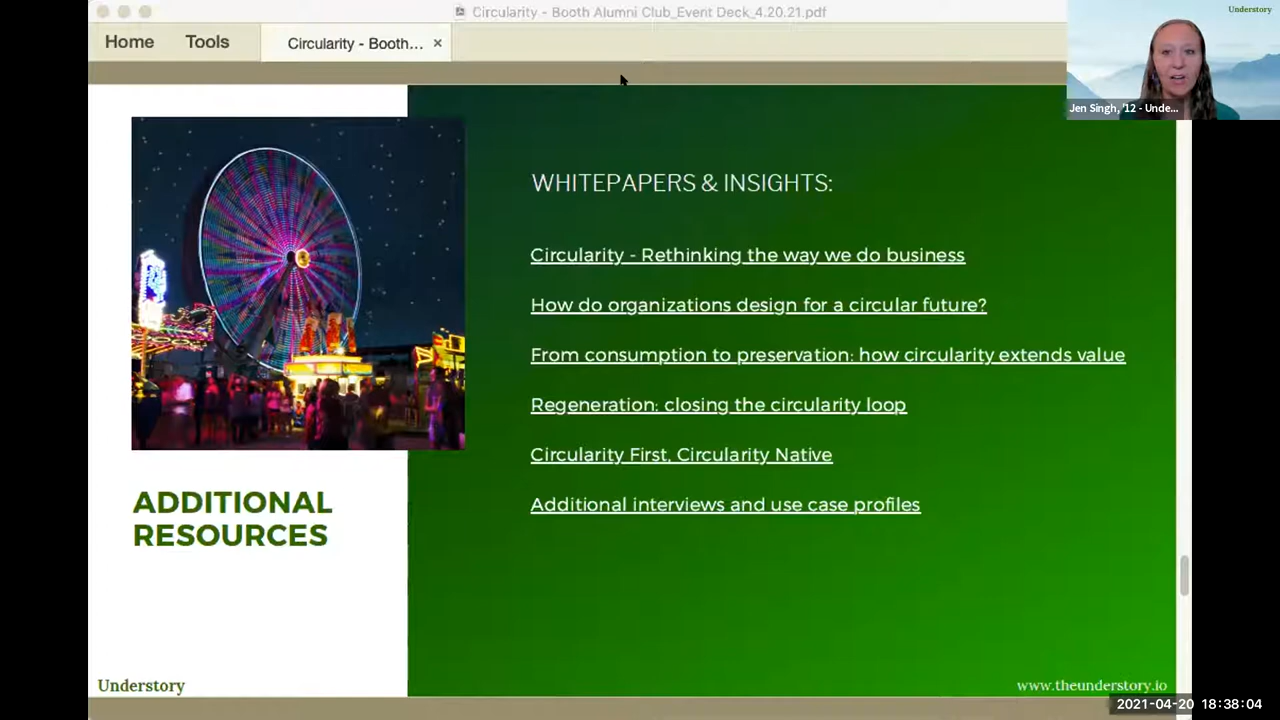 Circularity - Booth Alumni Club_Event Deck_4.20.21.pdf
Understory
Home
Tools
Circularity - Booth... ×
Jen Singh, '12 - Unde...
WHITEPAPERS & INSIGHTS:
Circularity - Rethinking the way we do business
How do organizations design for a circular future?
From consumption to preservation: how circularity extends value
Regeneration: closing the circularity loop
Circularity First, Circularity Native
Additional interviews and use case profiles
ADDITIONAL
RESOURCES
Understory
www.theunderstory.io
2021-04-20 18:38:04